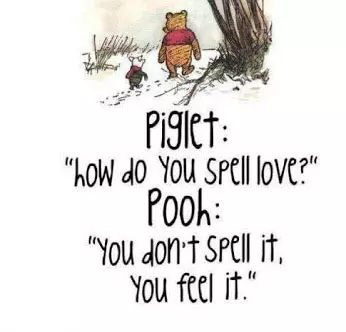 Piglet:
"how do you spell love?"
Pooh:
"You don't spell it,
You feel it."